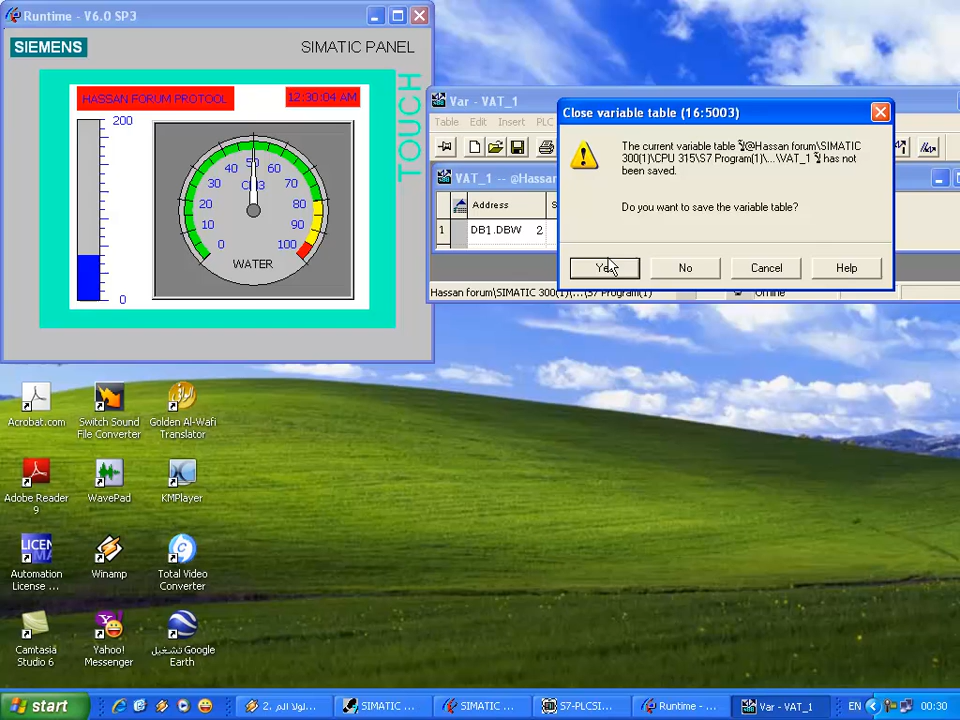 Runtime - V6.0 SP3
SIEMENS
SIMATIC PANEL
TOUCH
HASSAN FORUM PROTOOL
12:30:04 AM
200
0
0
10
20
30
40
50
60
70
80
90
100
WATER
Var - VAT_1
Table Edit Insert PLC
VAT_1 -- @Hassan
Address
1 DB1.DBW 2
Hassan forum\SIMATIC 300(1)\...\S7 Program(1)
Offline
Close variable table (16:5003)
The current variable table
@Hassan forum\SIMATIC
300(1)\CPU 315\S7 Program(1)\...\VAT_1
has not
been saved.
Do you want to save the variable table?
Yes
No
Cancel
Help
Acrobat.com
Switch Sound
File Converter
Golden Al-Wafi
Translator
Adobe Reader
9
WavePad
KMPlayer
Automation
License ...
Winamp
Total Video
Converter
Camtasia
Studio 6
Yahoo!
Messenger
تشغيل Google
Earth
start
SIMATIC ...
SIMATIC ...
S7-PLCSI...
Runtime - ...
Var - VAT_1
EN
00:30